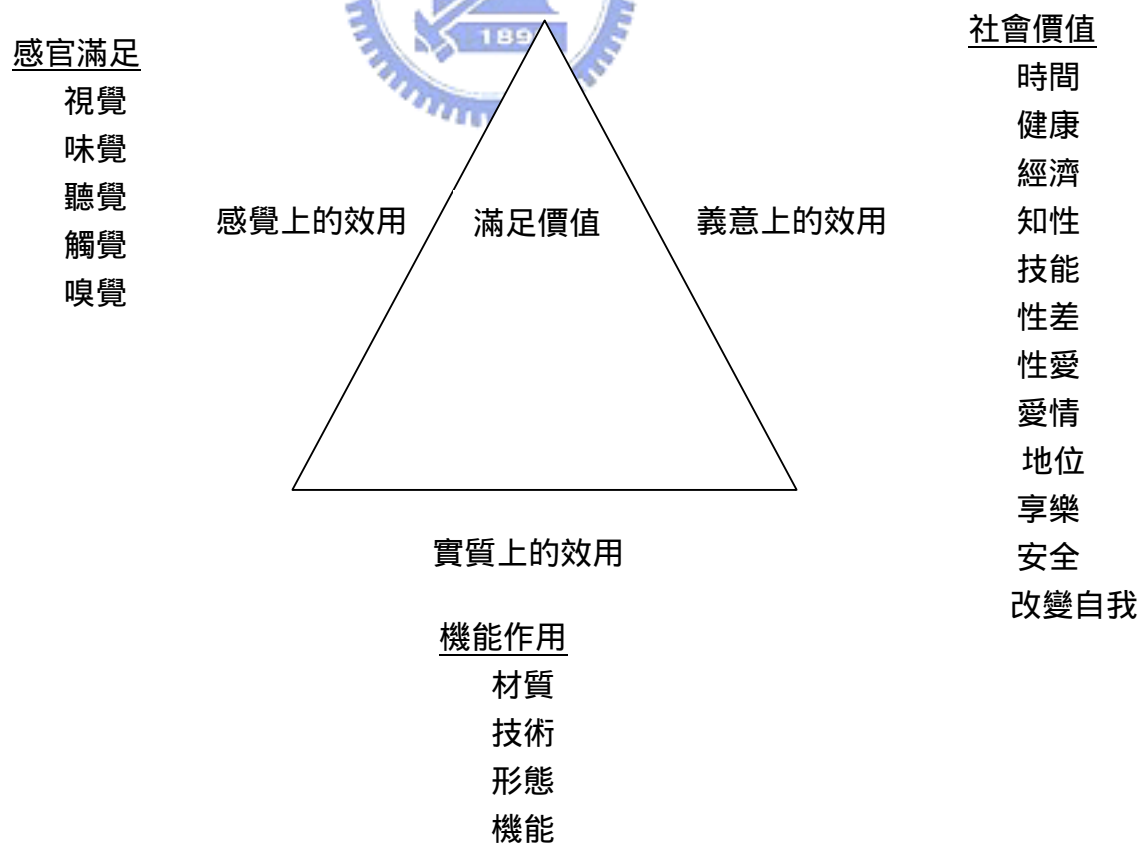 189
感官滿足
視覺
味覺
聽覺
觸覺
嗅覺
感覺上的效用
滿足價值
義意上的效用
社會價值
時間
健康
經濟
知性
技能
性差
性愛
愛情
地位
享樂
安全
改變自我
實質上的效用
機能作用
材質
技術
形態
機能